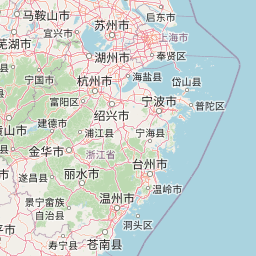 马鞍山市
苏州市
启东市
宜兴市
上海市
芜湖市
湖州市
奉贤区
宁国市
海盐县
杭州市
岱山县
富阳区
宁波市
普陀区
绍兴市
建德市
浦江县
宁海县
金华市
浙江省
台州市
遂昌县
丽水市
温岭市
景宁畲族
自治县
温州市
洞头区
寿宁县
苍南县